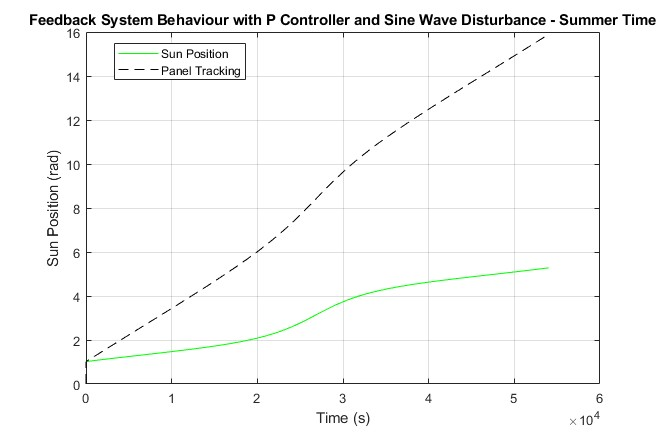 Feedback System Behaviour with P Controller and Sine Wave Disturbance - Summer Time
16
14
12
10
8
6
4
2
0
Sun Position (rad)
Sun Position
Panel Tracking
0 1 2 3 4 5 6
Time (s)
×10^4